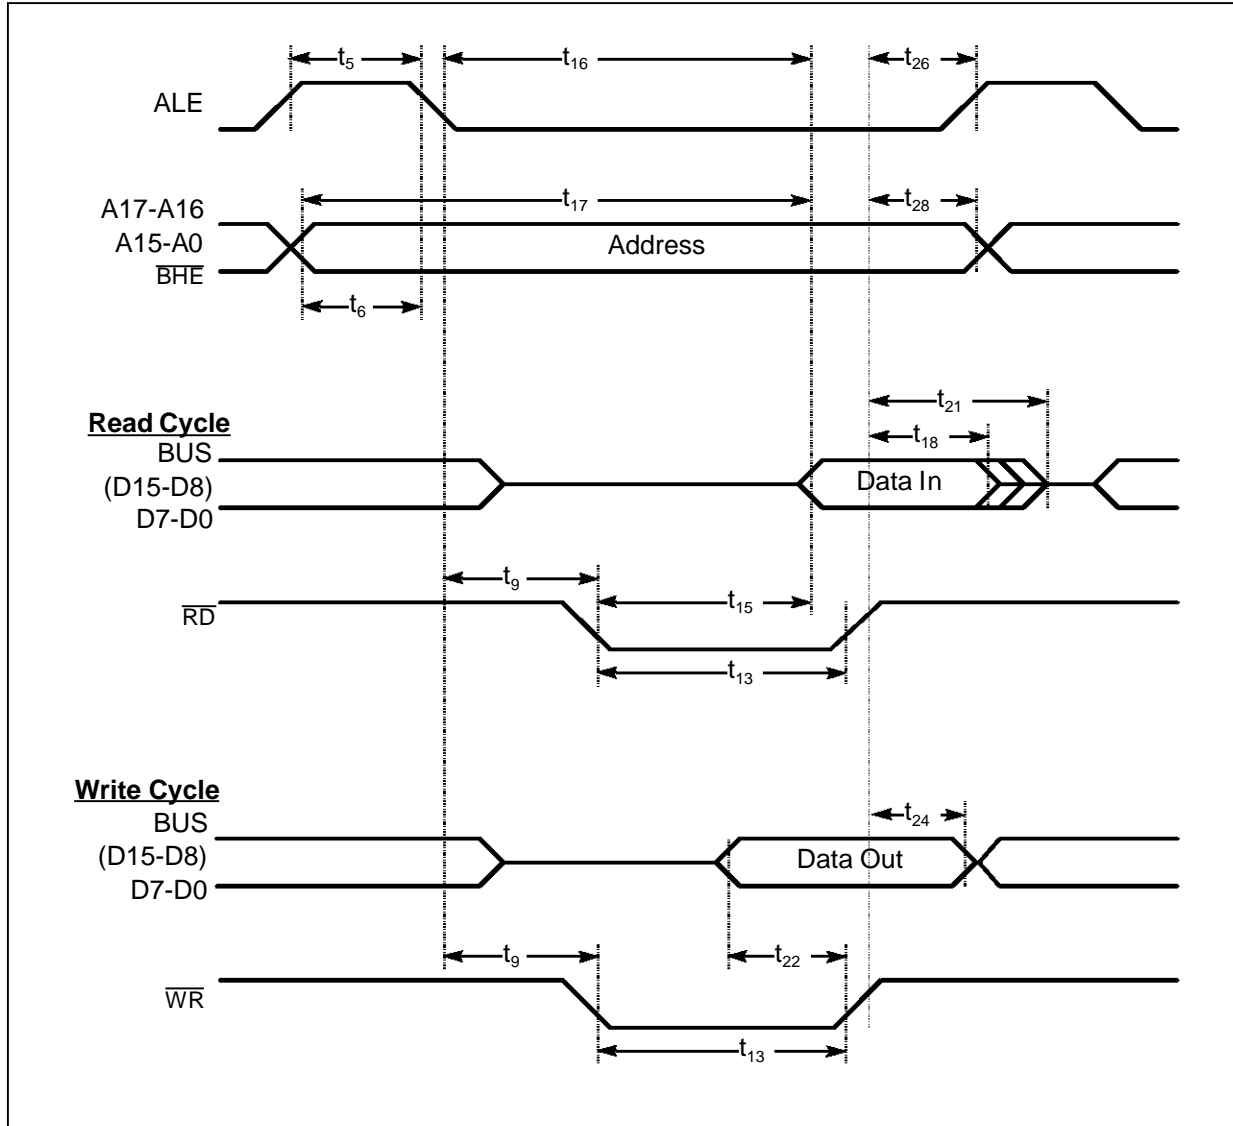 t5
t16
t26
ALE
A17-A16
t17
t28
A15-A0
Address
BHE
t6
t21
Read Cycle
t18
BUS
(D15-D8)
Data In
D7-D0
t9
RD
t15
t13
Write Cycle
BUS
t24
(D15-D8)
Data Out
D7-D0
t9
t22
WR
t13